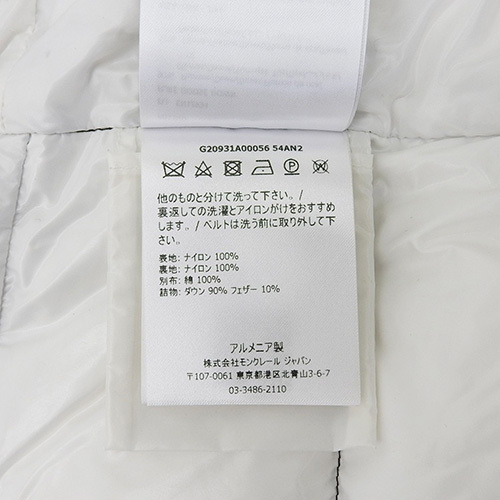 G20931A00056 54AN2
他のものと分けて洗って下さい。/
裏返しての洗濯とアイロンがけをおすすめ
します。/ ベルトは洗う前に取り外して下
さい。
表地: ナイロン 100%
裏地: ナイロン 100%
別布: 綿 100%
詰物: ダウン 90% フェザー 10%
アルメニア製
株式会社モンクレール ジャパン
〒107-0061 東京都港区北青山3-6-7
03-3486-2110